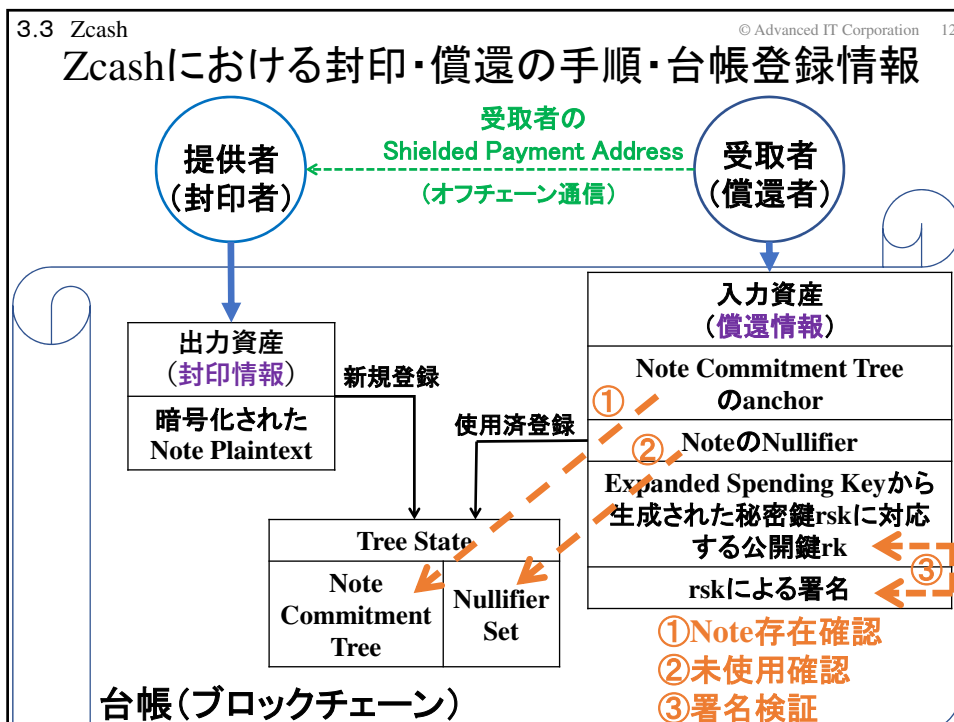 3.3 Zcash
© Advanced IT Corporation 12
Zcashにおける封印・償還の手順・台帳登録情報
提供者
(封印者)
受取者の
Shielded Payment Address
(オフチェーン通信)
受取者
(償還者)
出力資産
(封印情報)
暗号化された
Note Plaintext
新規登録
使用済登録
入力資産
(償還情報)
Note Commitment Tree
のanchor
NoteのNullifier
Expanded Spending Keyから
生成された秘密鍵rskに対応
する公開鍵rk
rskによる署名
①
②
③
Tree State
Note
Commitment
Tree
Nullifier
Set
①Note存在確認
②未使用確認
③署名検証
台帳(ブロックチェーン)